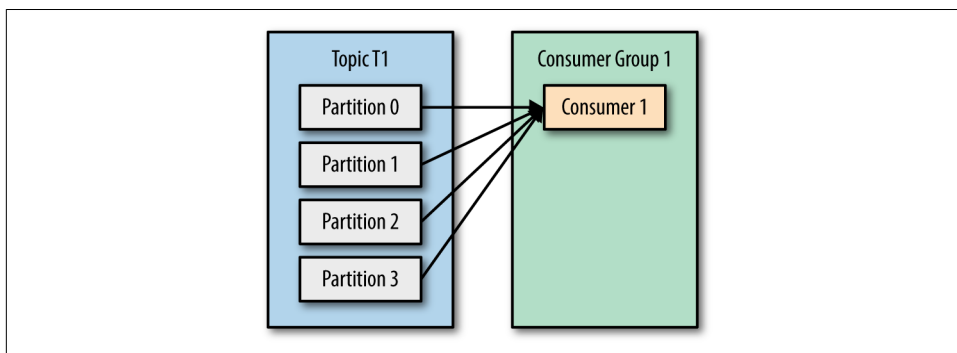 Topic T1
Partition 0
Partition 1
Partition 2
Partition 3
Consumer Group 1
Consumer 1